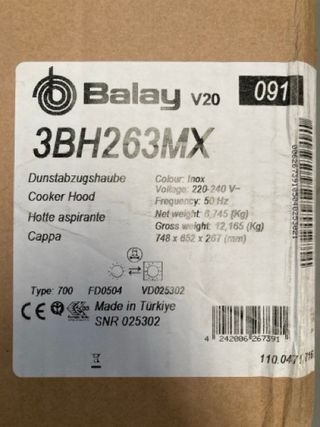 Balay V20 091
3BH263MX
Dunstabzugshaube
Cooker Hood
Hotte aspirante
Cappa
Colour: Inox
Voltage: 220-240 V~
Frequency: 50 Hz
Net weight: 8,745 (Kg)
Gross weight: 12,165 (Kg)
748 x 652 x 267 (mm)
Type: 700 FD0504 VD025302
Made in Türkiye
SNR 025302
4 242006 267391